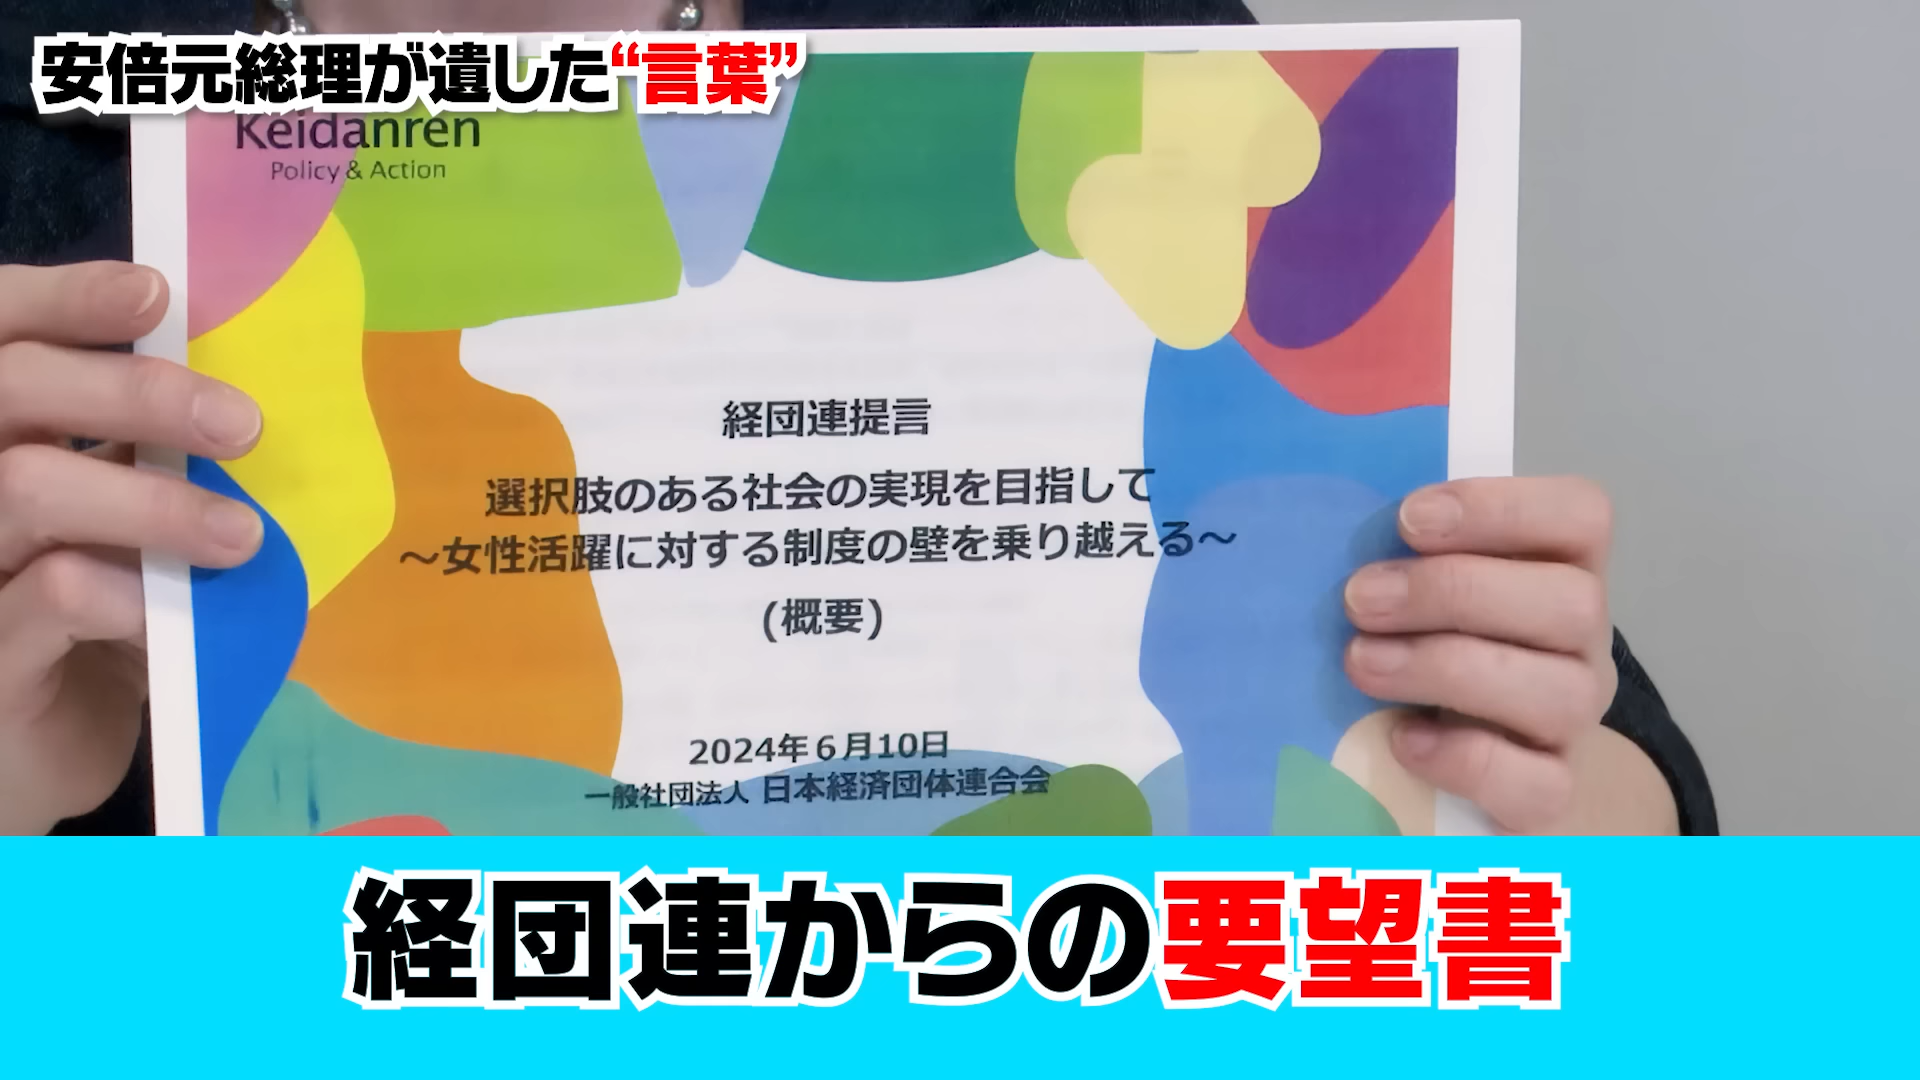 安倍元総理が遺した“言葉”
Keidanren
Policy & Action
経団連提言
選択肢のある社会の実現を目指して
～女性活躍に対する制度の壁を乗り越える～
(概要)
2024年６月10日
一般社団法人 日本経済団体連合会
経団連からの要望書